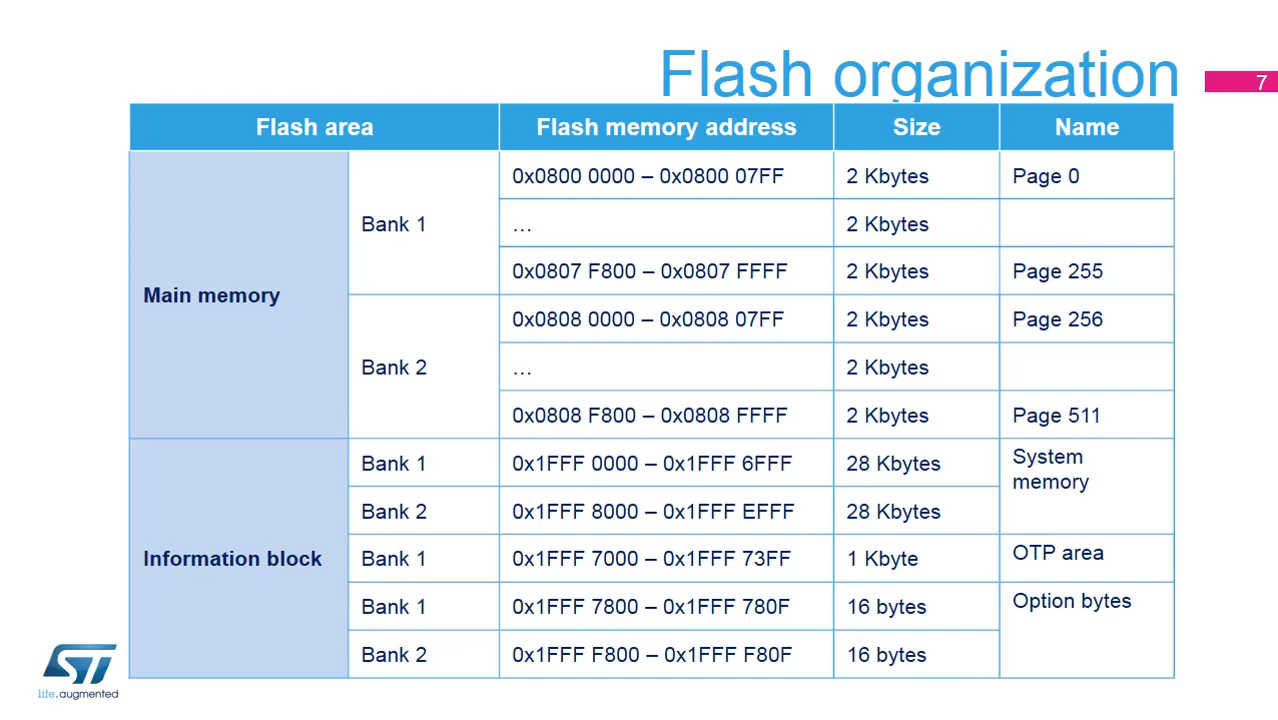 Flash organization
7
Flash area Flash memory address Size Name
Main memory
Bank 1
0x0800 0000 – 0x0800 07FF 2 Kbytes Page 0
… 2 Kbytes
0x0807 F800 – 0x0807 FFFF 2 Kbytes Page 255
Bank 2
0x0808 0000 – 0x0808 07FF 2 Kbytes Page 256
… 2 Kbytes
0x0808 F800 – 0x0808 FFFF 2 Kbytes Page 511
Information block
Bank 1 0x1FFF 0000 – 0x1FFF 6FFF 28 Kbytes System
memory
Bank 2 0x1FFF 8000 – 0x1FFF EFFF 28 Kbytes
Bank 1 0x1FFF 7000 – 0x1FFF 73FF 1 Kbyte OTP area
Bank 1 0x1FFF 7800 – 0x1FFF 780F 16 bytes Option bytes
Bank 2 0x1FFF F800 – 0x1FFF F80F 16 bytes
ST
life.augmented